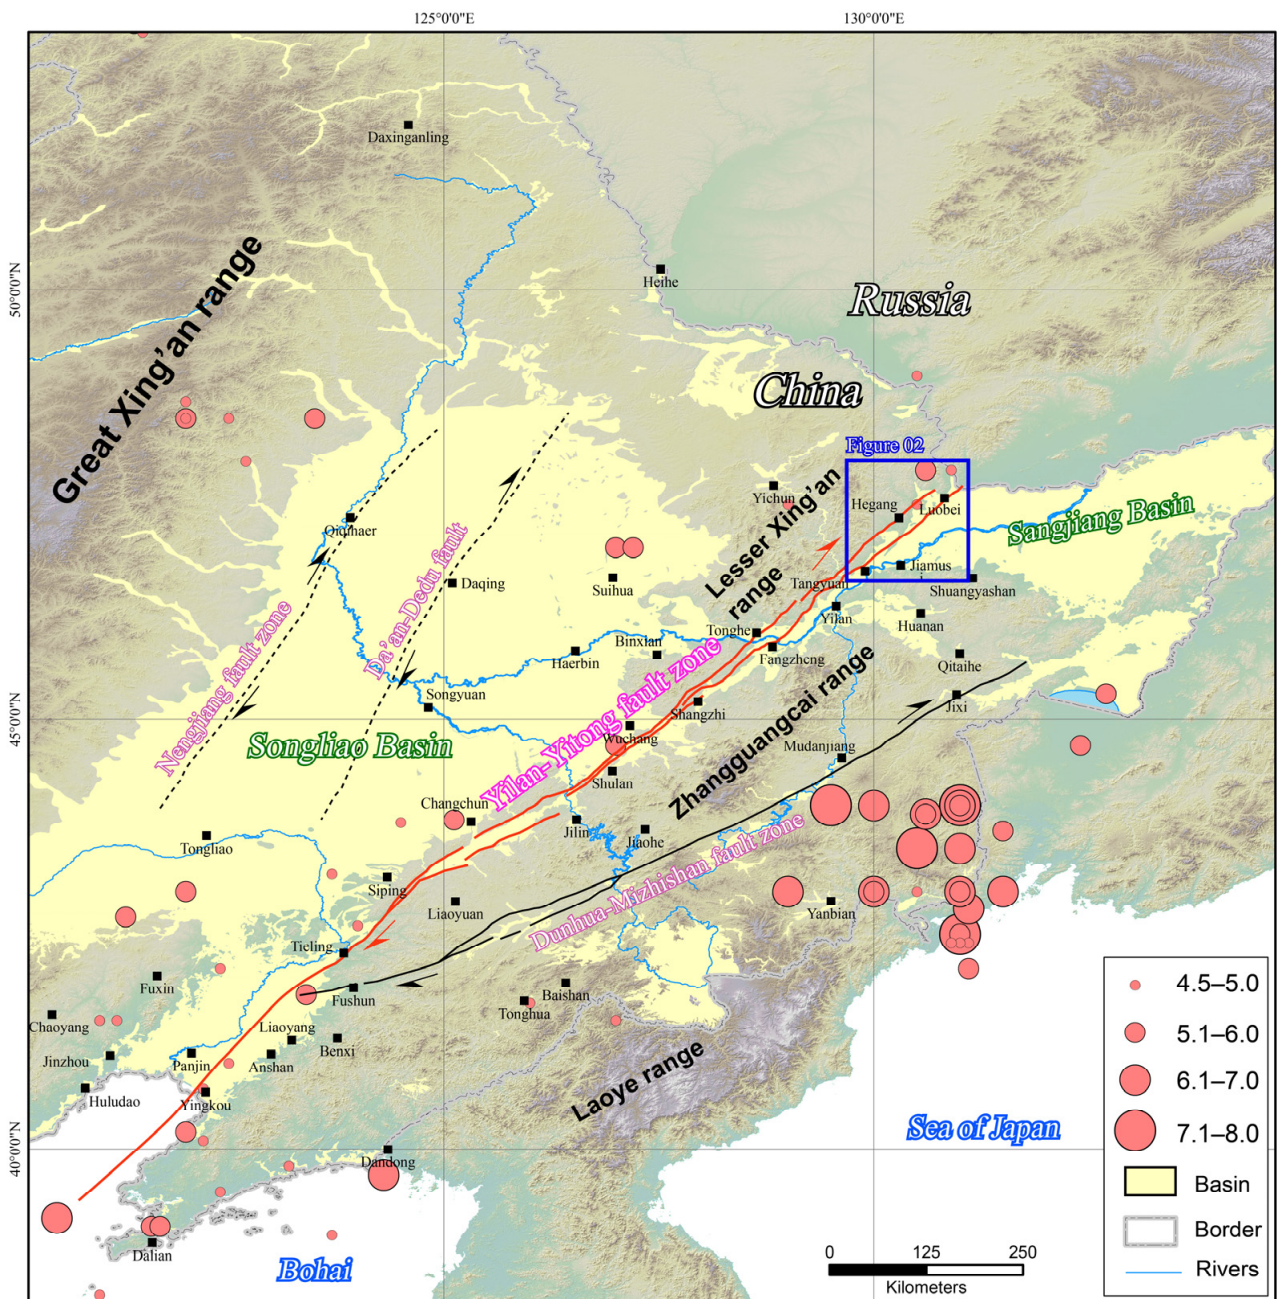 125°0'0"E
130°0'0"E
Daxinganling
Great Xing'an range
50°0'0"N
Heihe
Russia
China
Figure 02
Yichun
Hegang
Luobei
Sangjiang Basin
Lesser Xing'an
range
Qiqihaer
Daqing
Suihua
Tangyuan
Jiamus
Shuangyashan
Nengjiang fault zone
Da'an-Dedu fault
Yilan
Huanan
Tonghe
Haerbin
Binxian
Fangzheng
Qitaihe
Songyuan
Yilan-Yitong fault zone
Shangzhi
Zhangguangcai range
Jixi
45°0'0"N
Songliao Basin
Wuchang
Mudanjiang
Shulan
Changchun
Jilin
Jiaohe
Tongliao
Dunhua-Mizhishan fault zone
Siping
Liaoyuan
Yanbian
Tieling
Fuxin
Fushun
Baishan
Tonghua
Chaoyang
Liaoyang
Benxi
Jinzhou
Panjin
Anshan
Laoye range
Huludao
Yingkou
Sea of Japan
40°0'0"N
Dandong
Dalian
Bohai
4.5–5.0
5.1–6.0
6.1–7.0
7.1–8.0
Basin
Border
Rivers
0 125 250
Kilometers